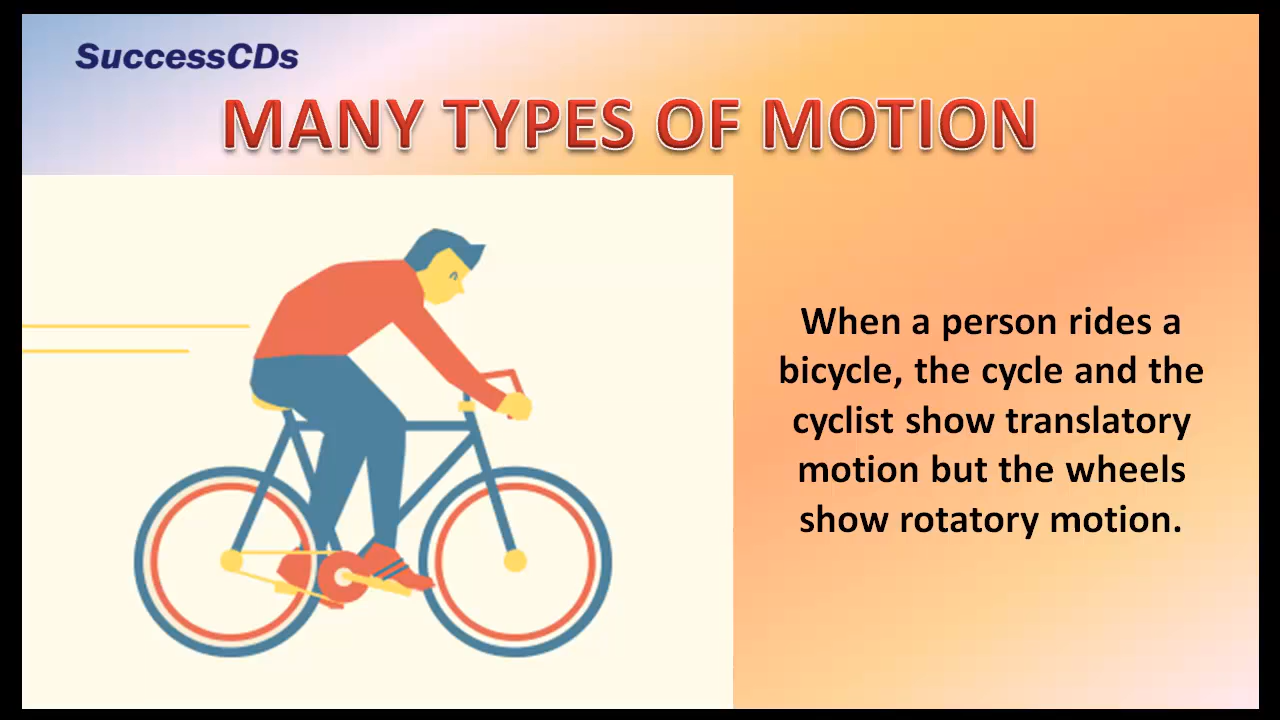 SuccessCDs
MANY TYPES OF MOTION
When a person rides a
bicycle, the cycle and the
cyclist show translatory
motion but the wheels
show rotatory motion.